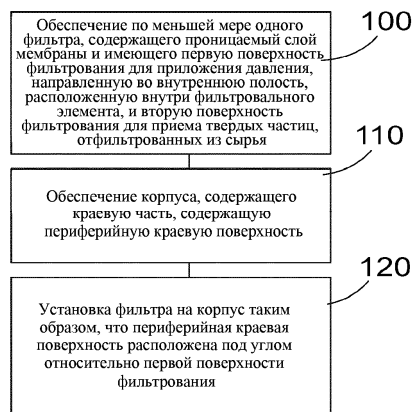 100
Обеспечение по меньшей мере одного
фильтра, содержащего проницаемый слой
мембраны и имеющего первую поверхность
фильтрования для приложения давления,
направленную во внутреннюю полость,
расположенную внутри фильтровального
элемента, и вторую поверхность
фильтрования для приема твердых частиц,
отфильтрованных из сырья
110
Обеспечение корпуса, содержащего
краевую часть, содержащую
периферийную краевую поверхность
120
Установка фильтра на корпус таким
образом, что периферийная краевая
поверхность расположена под углом
относительно первой поверхности
фильтрования